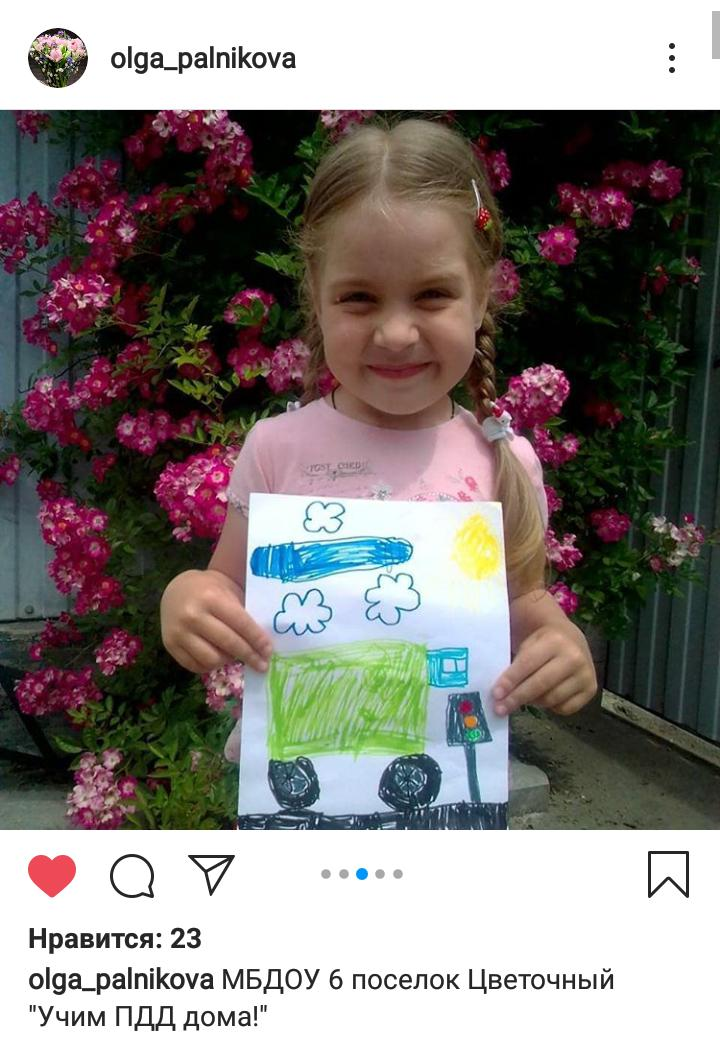 olga_palnikova
Нравится: 23
olga_palnikova МБДОУ 6 поселок Цветочный
"Учим ПДД дома!"